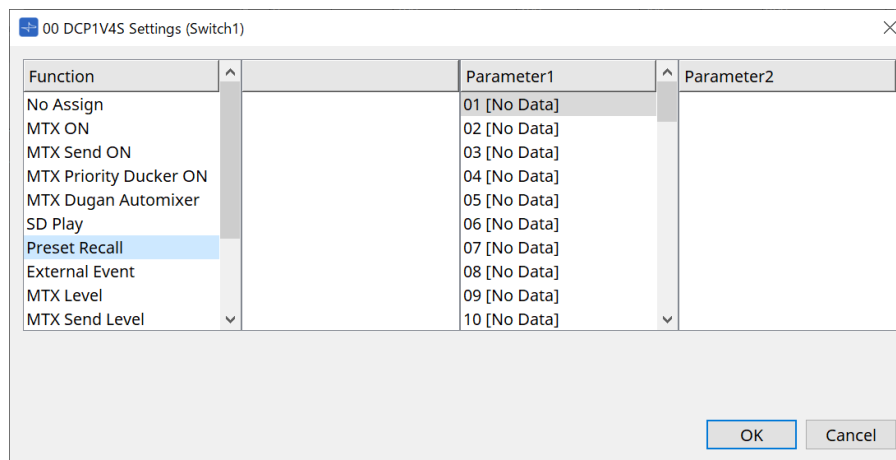 00 DCP1V4S Settings (Switch1)
Function Parameter1 Parameter2
No Assign 01 [No Data]
MTX ON 02 [No Data]
MTX Send ON 03 [No Data]
MTX Priority Ducker ON 04 [No Data]
MTX Dugan Automixer 05 [No Data]
SD Play 06 [No Data]
Preset Recall 07 [No Data]
External Event 08 [No Data]
MTX Level 09 [No Data]
MTX Send Level 10 [No Data]
OK Cancel